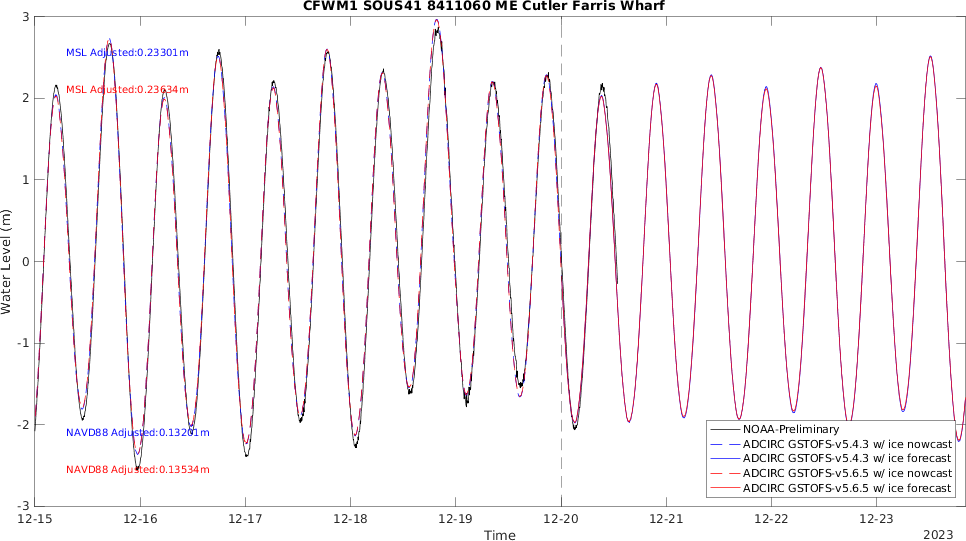 CFWM1 SOUS41 8411060 ME Cutler Farris Wharf
3
2
1
0
-1
-2
-3
Water Level (m)
MSL Adjusted:0.23301m
MSL Adjusted:0.23634m
NAVD88 Adjusted:0.13201m
NAVD88 Adjusted:0.13534m
NOAA-Preliminary
ADCIRC GSTOFS-v5.4.3 w/ ice nowcast
ADCIRC GSTOFS-v5.4.3 w/ ice forecast
ADCIRC GSTOFS-v5.6.5 w/ ice nowcast
ADCIRC GSTOFS-v5.6.5 w/ ice forecast
12-15 12-16 12-17 12-18 12-19 12-20 12-21 12-22 12-23
Time
2023